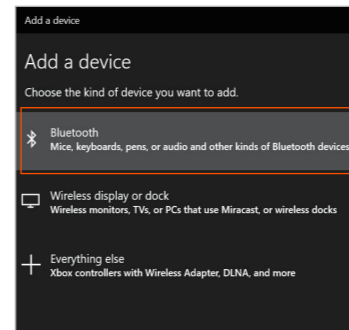 Add a device
Add a device
Choose the kind of device you want to add.
Bluetooth
Mice, keyboards, pens, or audio and other kinds of Bluetooth devices
Wireless display or dock
Wireless monitors, TVs, or PCs that use Miracast, or wireless docks
Everything else
Xbox controllers with Wireless Adapter, DLNA, and more